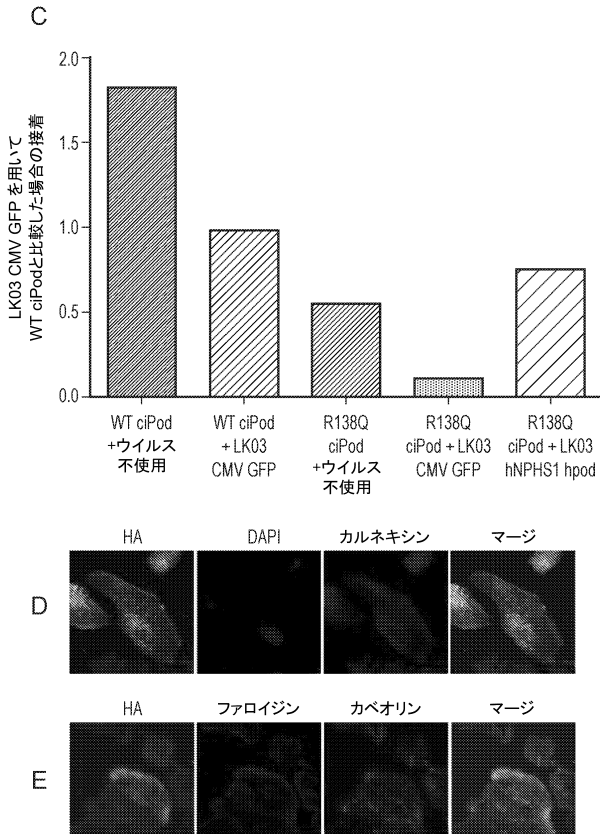 C
LK03 CMV GFP を用いて
WT ciPodと比較した場合の接着
2.0
1.5
1.0
0.5
0.0
WT ciPod
+ウイルス
不使用
WT ciPod
+ LK03
CMV GFP
R138Q
ciPod
+ウイルス
不使用
R138Q
ciPod + LK03
CMV GFP
R138Q
ciPod + LK03
hNPHS1 hpod
D
HA
DAPI
カルネキシン
マージ
E
HA
ファロイジン
カベオリン
マージ